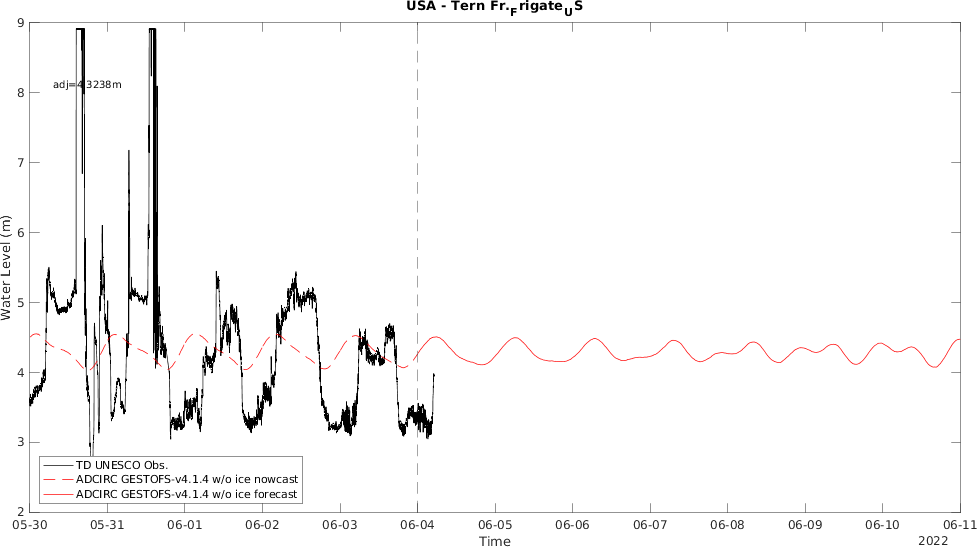 USA - Tern Fr.FrigateUS
adj=4.3238m
Water Level (m)
9
8
7
6
5
4
3
2
TD UNESCO Obs.
ADCIRC GESTOFS-v4.1.4 w/o ice nowcast
ADCIRC GESTOFS-v4.1.4 w/o ice forecast
05-30 05-31 06-01 06-02 06-03 06-04 06-05 06-05 06-07 06-08 06-09 06-10 06-11
Time
2022